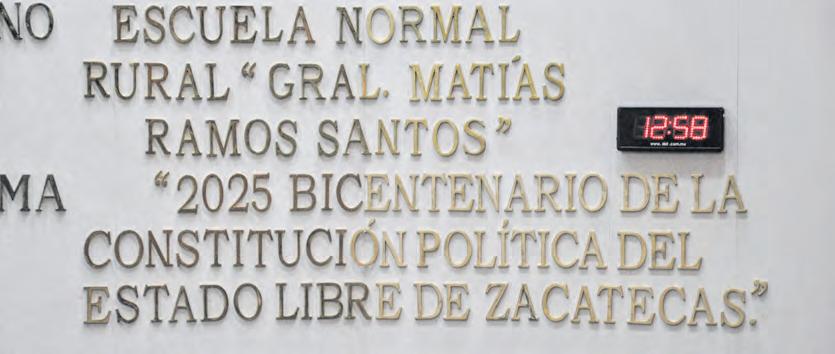 NO
ESCUELA NORMAL
RURAL “GRAL. MATÍAS
RAMOS SANTOS”
12:58
MA
“2025 BICENTENARIO DE LA
CONSTITUCIÓN POLÍTICA DEL
ESTADO LIBRE DE ZACATECAS.”